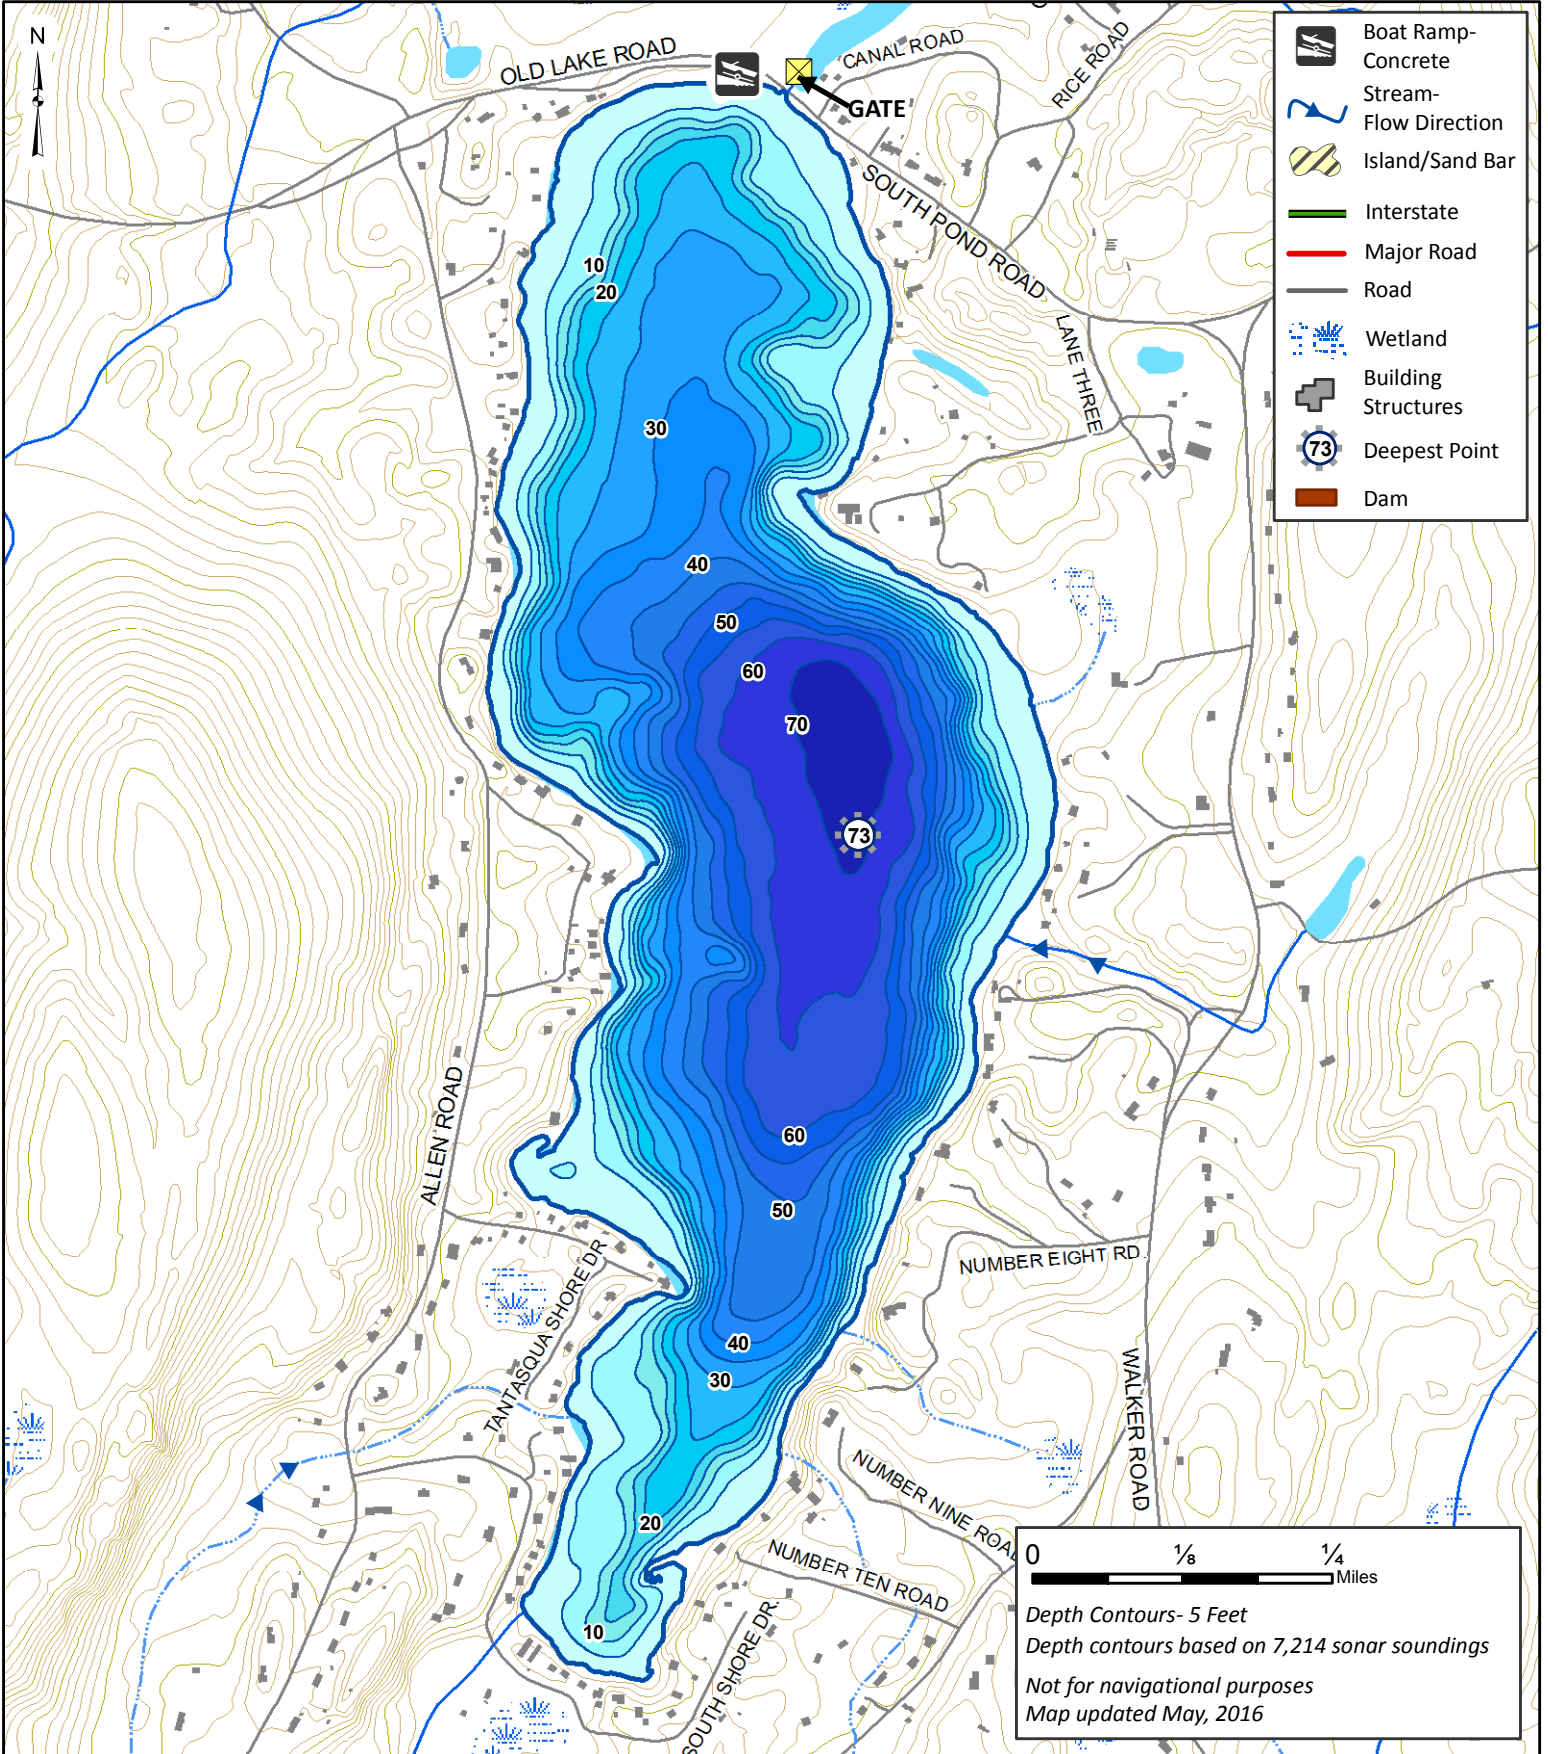 N
OLD LAKE ROAD
CANAL ROAD
RICE ROAD
GATE
SOUTH POND ROAD
LANE THREE
Boat Ramp-
Concrete
Stream-
Flow Direction
Island/Sand Bar
Interstate
Major Road
Road
Wetland
Building
Structures
73
Deepest Point
Dam
10
20
30
40
50
60
70
73
60
50
40
30
20
10
ALLEN ROAD
TANTASQUA SHORE DR
NUMBER EIGHT RD.
WALKER ROAD
NUMBER NINE ROAD
NUMBER TEN ROAD
SOUTH SHORE DR.
0 1/8 1/4
Miles
Depth Contours- 5 Feet
Depth contours based on 7,214 sonar soundings
Not for navigational purposes
Map updated May, 2016